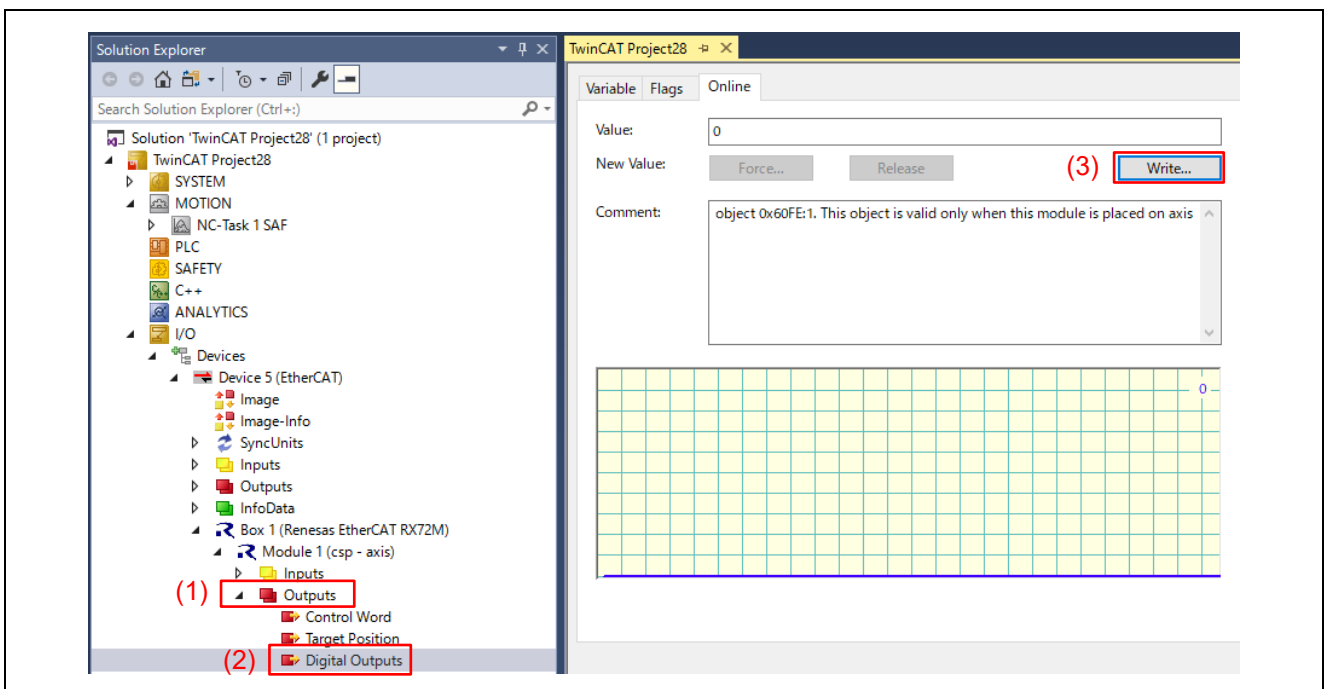 Solution Explorer
Search Solution Explorer (Ctrl+:)
Solution 'TwinCAT Project28' (1 project)
TwinCAT Project28
SYSTEM
MOTION
NC-Task 1 SAF
PLC
SAFETY
C++
ANALYTICS
I/O
Devices
Device 5 (EtherCAT)
Image
Image-Info
SyncUnits
Inputs
Outputs
InfoData
Box 1 (Renesas EtherCAT RX72M)
Module 1 (csp - axis)
Inputs
(1) Outputs
Control Word
Target Position
(2) Digital Outputs
TwinCAT Project28
Variable Flags Online
Value: 0
New Value: Force... Release (3) Write...
Comment: object 0x60FE:1. This object is valid only when this module is placed on axis
0